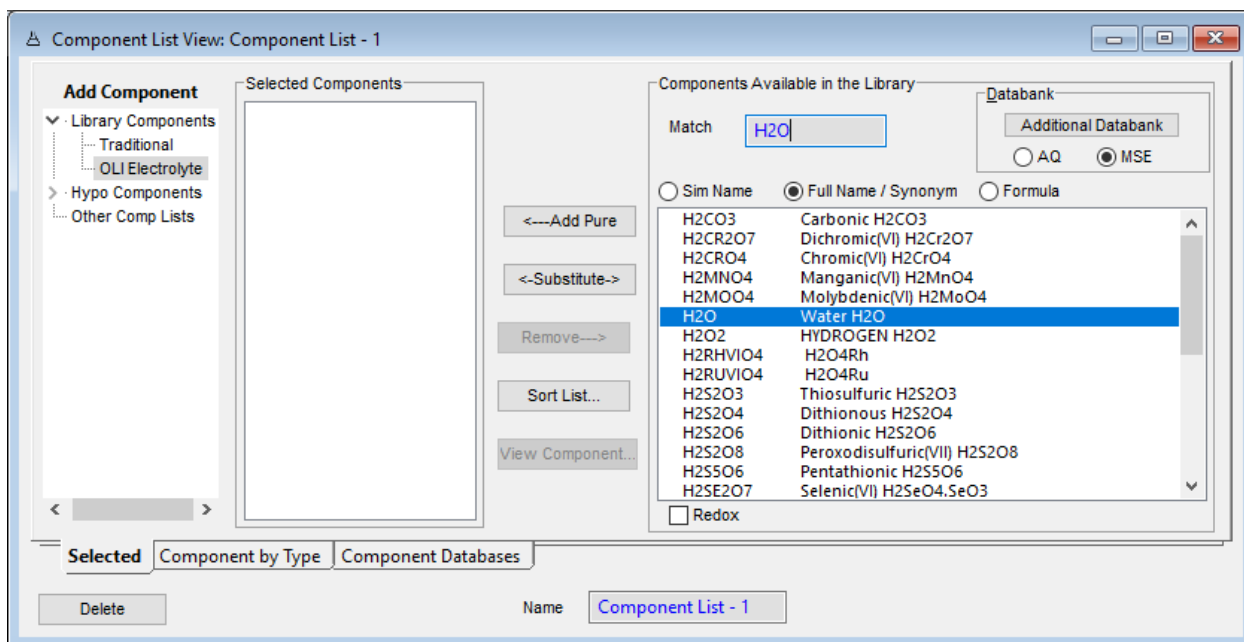 Component List View: Component List - 1
Add Component
Library Components
Traditional
OLI Electrolyte
Hypo Components
Other Comp Lists
Selected Components
<---Add Pure
<-Substitute->
Remove--->
Sort List...
View Component...
Components Available in the Library
Match H2O
Databank
Additional Databank
AQ MSE
Sim Name Full Name / Synonym Formula
H2CO3 Carbonic H2CO3
H2CR2O7 Dichromic(VI) H2Cr2O7
H2CRO4 Chromic(VI) H2CrO4
H2MNO4 Manganic(VI) H2MnO4
H2MOO4 Molybdenic(VI) H2MoO4
H2O Water H2O
H2O2 HYDROGEN H2O2
H2RHVIO4 H2O4Rh
H2RUVIO4 H2O4Ru
H2S2O3 Thiosulfuric H2S2O3
H2S2O4 Dithionous H2S2O4
H2S2O6 Dithionic H2S2O6
H2S2O8 Peroxodisulfuric(VII) H2S2O8
H2S5O6 Pentathionic H2S5O6
H2SE2O7 Selenic(VI) H2SeO4.SeO3
Redox
Selected Component by Type Component Databases
Delete Name Component List - 1